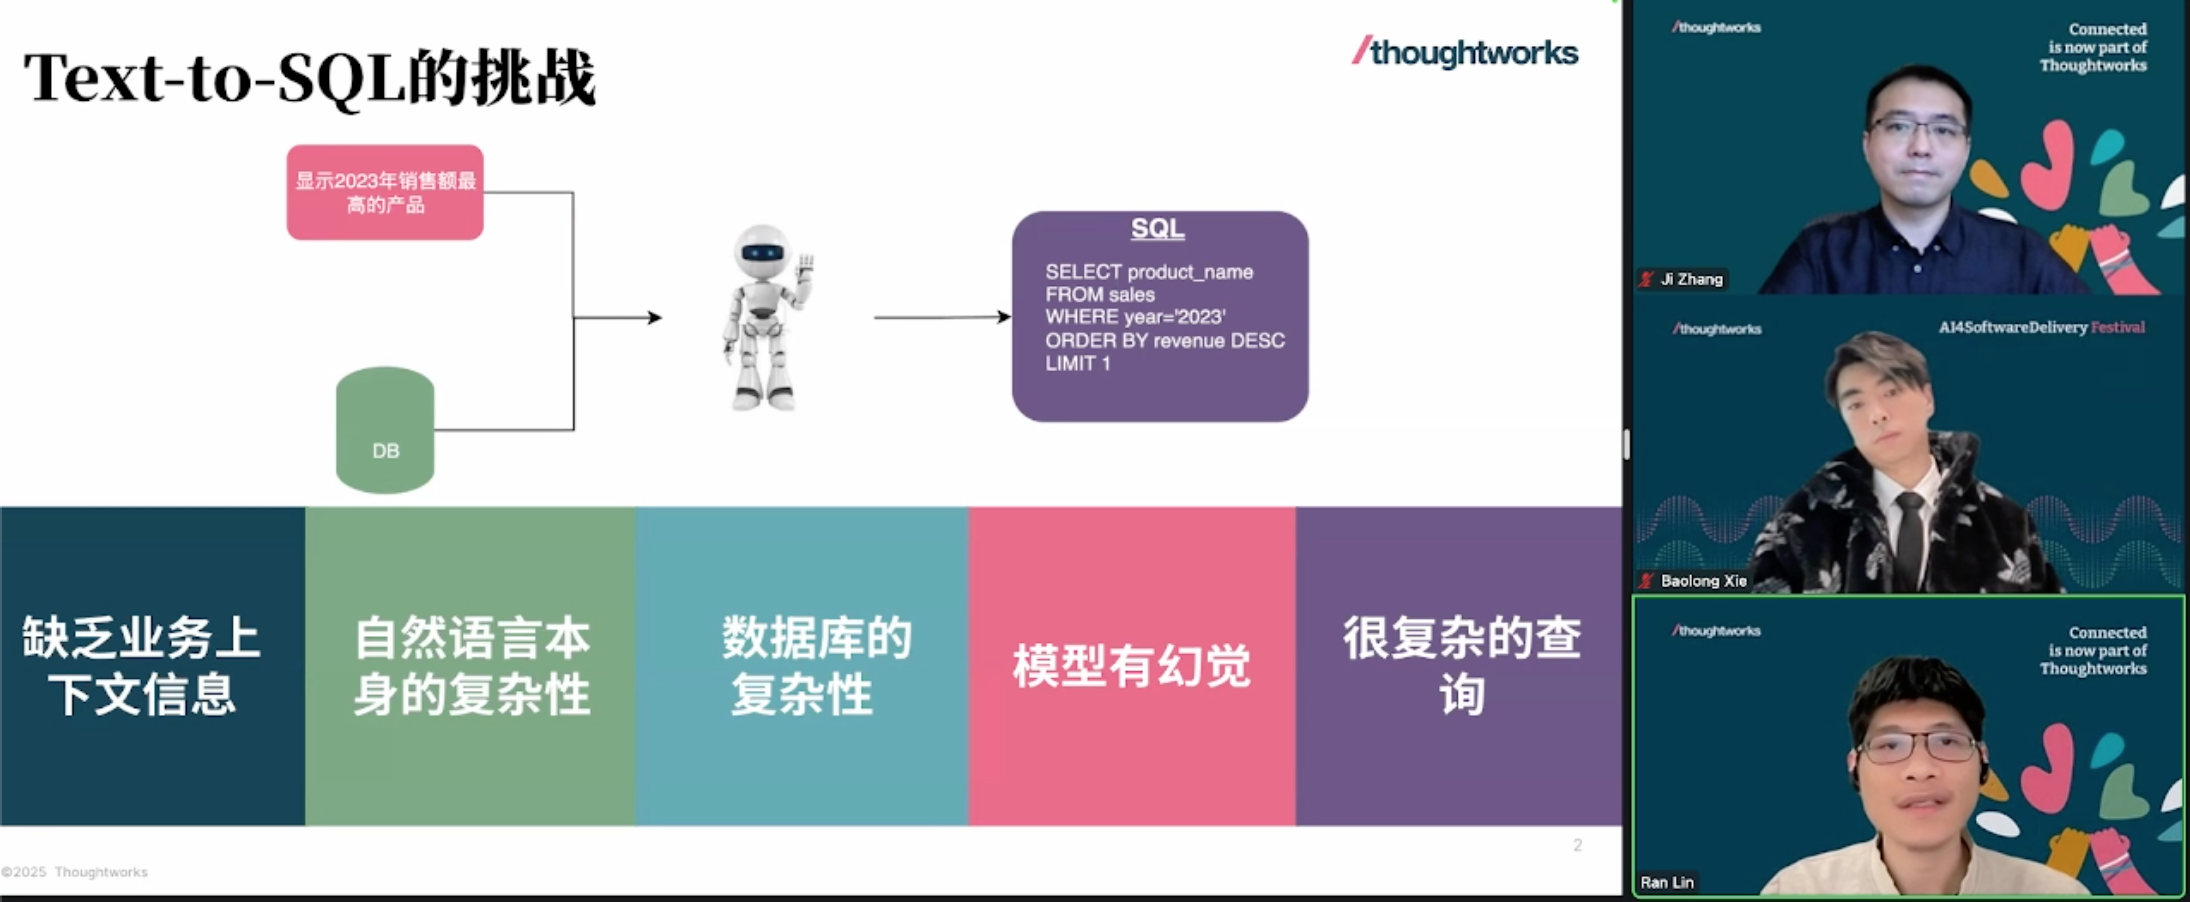 Text-to-SQL的挑战
/thoughtworks
显示2023年销售额最
高的产品
DB
SQL
SELECT product_name
FROM sales
WHERE year='2023'
ORDER BY revenue DESC
LIMIT 1
缺乏业务上
下文信息
自然语言本
身的复杂性
数据库的
复杂性
模型有幻觉
很复杂的查
询
2
©2025 Thoughtworks
/thoughtworks
Connected
is now part of
Thoughtworks
Ji Zhang
/thoughtworks
AI4SoftwareDelivery Festival
Baolong Xie
/thoughtworks
Connected
is now part of
Thoughtworks
Ran Lin